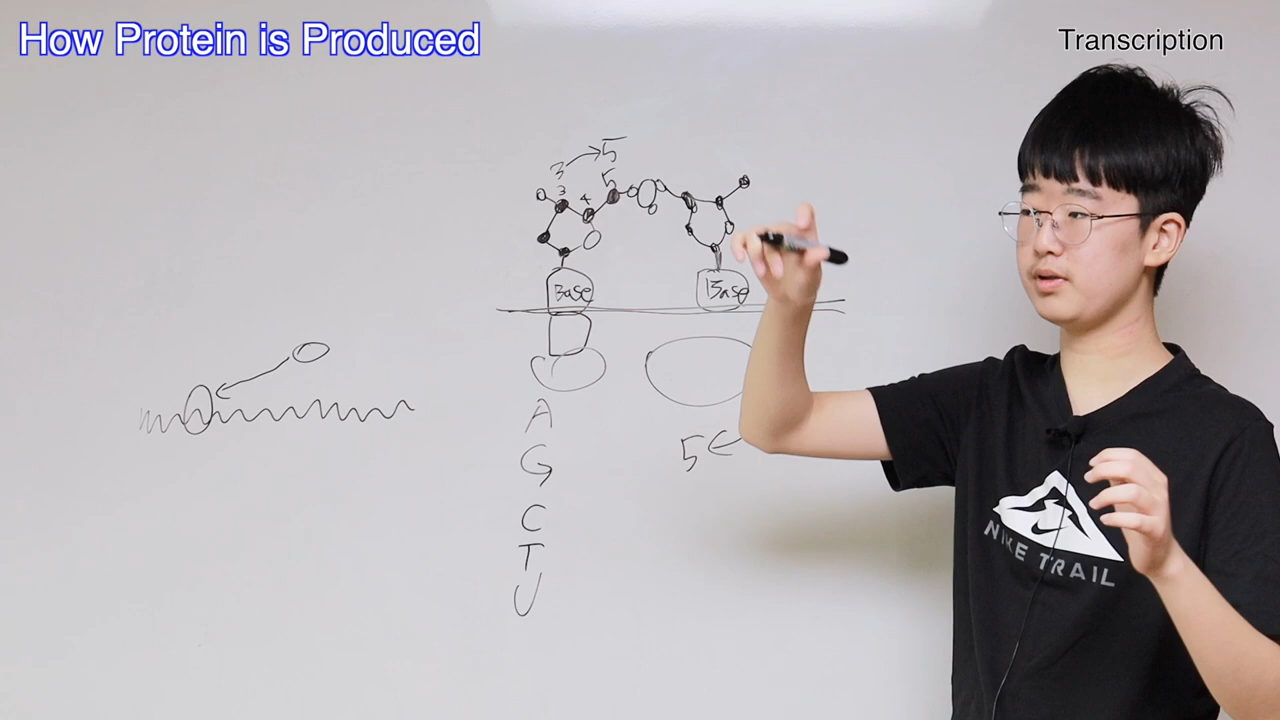 How Protein is Produced
Transcription
3 → 5
3 4 5
Base Base
A
G
5 ←
C
T
U
NIKE TRAIL